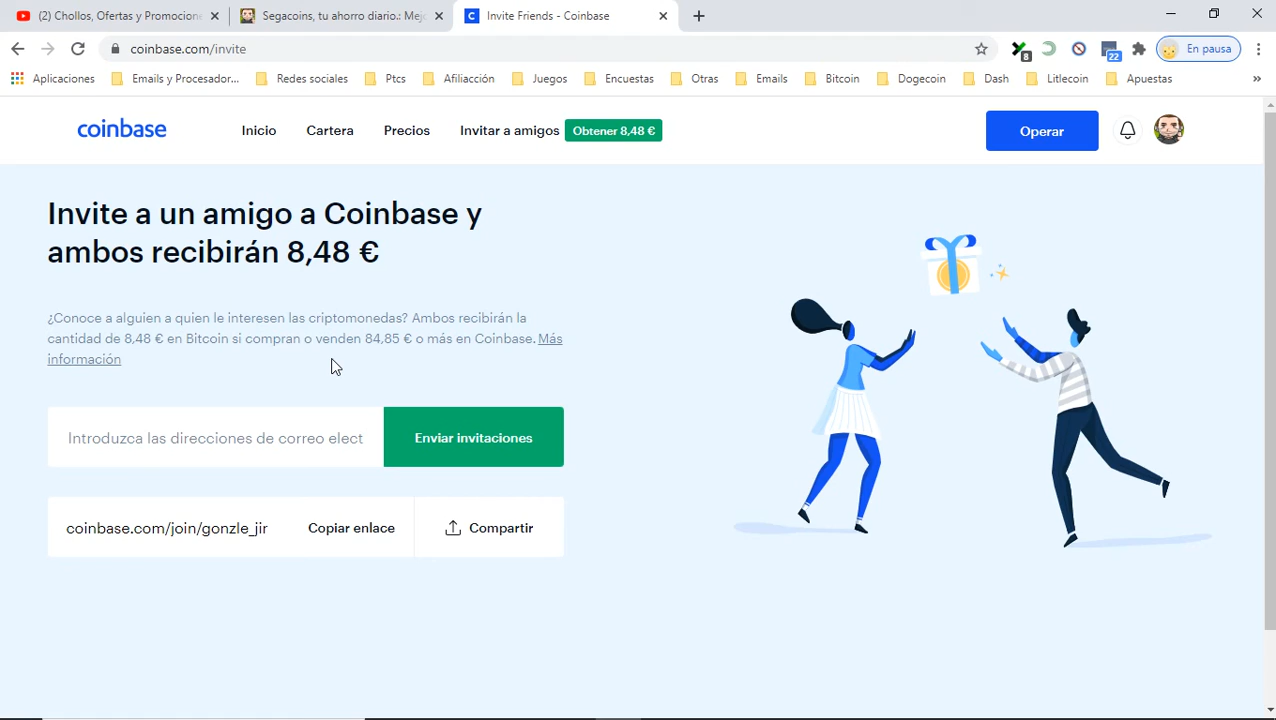 (2) Chollos, Ofertas y Promocione
Segacoins, tu ahorro diario.: Mej
Invite Friends - Coinbase
coinbase.com/invite
8
22
En pausa
Aplicaciones
Emails y Procesador...
Redes sociales
Ptcs
Afiliacción
Juegos
Encuestas
Otras
Emails
Bitcoin
Dogecoin
Dash
Litlecoin
Apuestas
»
coinbase
Inicio
Cartera
Precios
Invitar a amigos
Obtener 8,48 €
Operar
Invite a un amigo a Coinbase y
ambos recibirán 8,48 €
¿Conoce a alguien a quien le interesen las criptomonedas? Ambos recibirán la
cantidad de 8,48 € en Bitcoin si compran o venden 84,85 € o más en Coinbase. Más
información
Introduzca las direcciones de correo elect
Enviar invitaciones
coinbase.com/join/gonzle_jir
Copiar enlace
Compartir